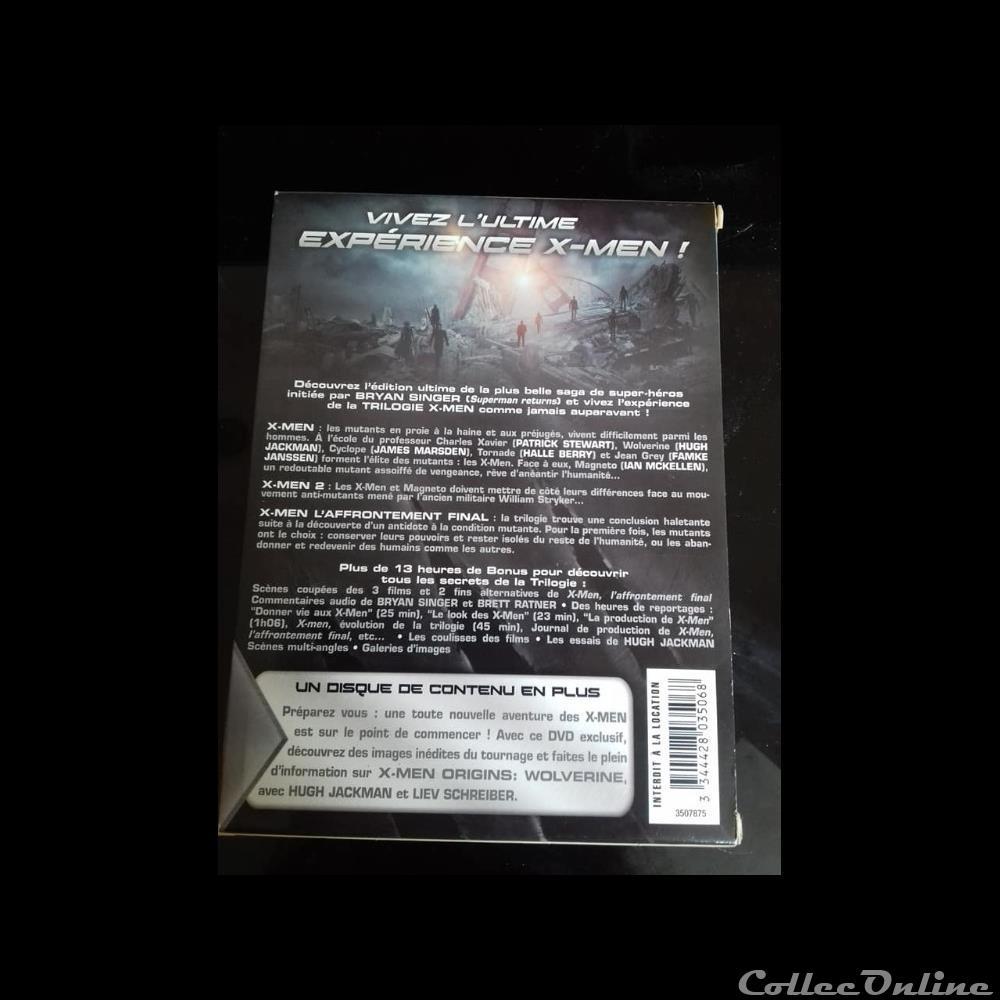 VIVEZ L'ULTIME
EXPÉRIENCE X-MEN !
Découvrez l'édition ultime de la plus belle saga de super-héros
initiée par BRYAN SINGER (Superman returns) et vivez l'expérience
de la TRILOGIE X-MEN comme jamais auparavant !
X-MEN : les mutants en proie à la haine et aux préjugés, vivent difficilement parmi les
hommes. À l'école du professeur Charles Xavier (PATRICK STEWART), Wolverine (HUGH
JACKMAN), Cyclope (JAMES MARSDEN), Tornade (HALLE BERRY) et Jean Grey (FAMKE
JANSSEN) forment l'élite des mutants : les X-Men. Face à eux, Magneto (IAN MCKELLEN),
un redoutable mutant assoiffé de vengeance, rêve d'anéantir l'humanité...
X-MEN 2 : Les X-Men et Magneto doivent mettre de côté leurs différences face au mou-
vement anti-mutants mené par l'ancien militaire William Stryker...
X-MEN L'AFFRONTEMENT FINAL : la trilogie trouve une conclusion haletante
suite à la découverte d'un antidote à la condition mutante. Pour la première fois, les mutants
ont le choix : conserver leurs pouvoirs et rester isolés du reste de l'humanité, ou les aban-
donner et redevenir des humains comme les autres.
Plus de 13 heures de Bonus pour découvrir
tous les secrets de la Trilogie :
Scènes coupées des 3 films et 2 fins alternatives de X-Men, l'affrontement final
Commentaires audio de BRYAN SINGER et BRETT RATNER • Des heures de reportages :
"Donner vie aux X-Men" (25 min), "Le look des X-Men" (23 min), "La production de X-Men"
(1h06), X-men, évolution de la trilogie (45 min), Journal de production de X-Men,
l'affrontement final, etc... • Les coulisses des films • Les essais de HUGH JACKMAN
Scènes multi-angles • Galeries d'images
UN DISQUE DE CONTENU EN PLUS
Préparez vous : une toute nouvelle aventure des X-MEN
est sur le point de commencer ! Avec ce DVD exclusif,
découvrez des images inédites du tournage et faites le plein
d'information sur X-MEN ORIGINS: WOLVERINE,
avec HUGH JACKMAN et LIEV SCHREIBER.
INTERDIT A LA LOCATION
3 344428 035068
3507875
CollecOnline